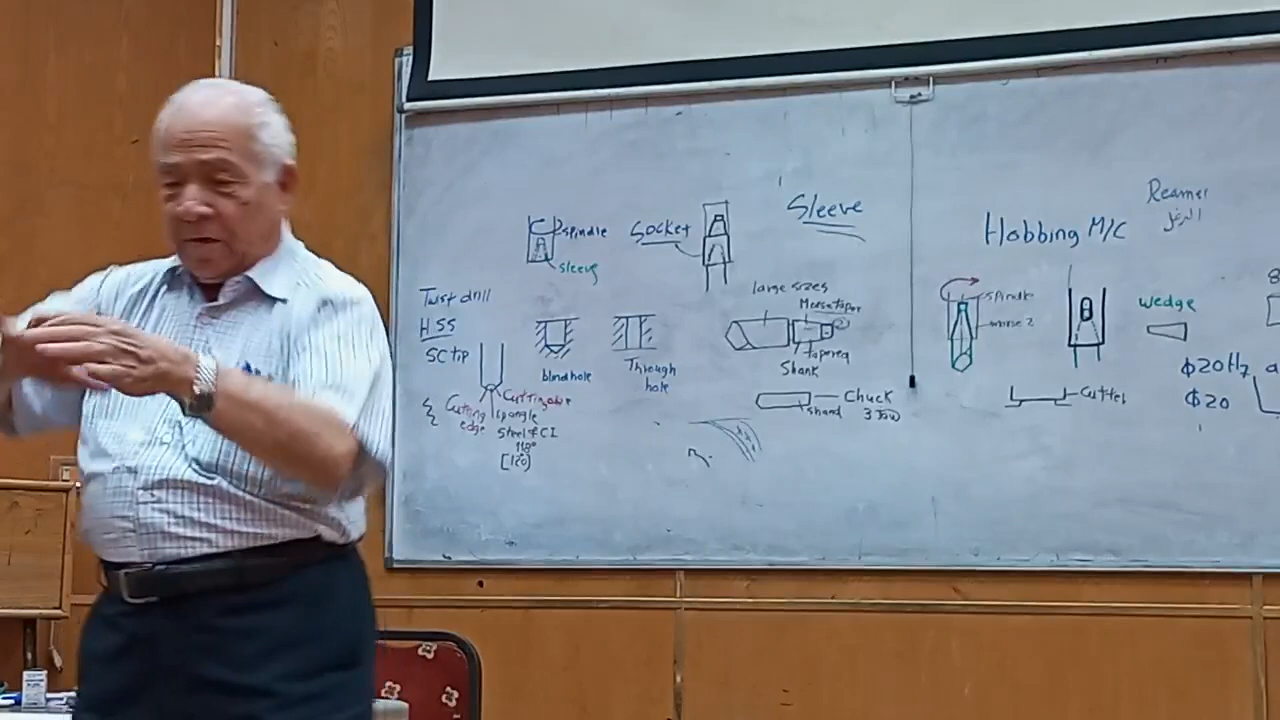 Sleeve
Reamer
البرغل
Hobbing M/C
spindle
Socket
sleeve
Twist drill
HSS
SC tip
large sizes
Morse taper
tapered
Shank
blind hole
Through
hole
Cutting edge
Cutting
edge
angle
steel & CI
118°
[120]
Chuck
3 Jaw
spindle
morse 2
wedge
Cutter
Φ20H7
Φ20